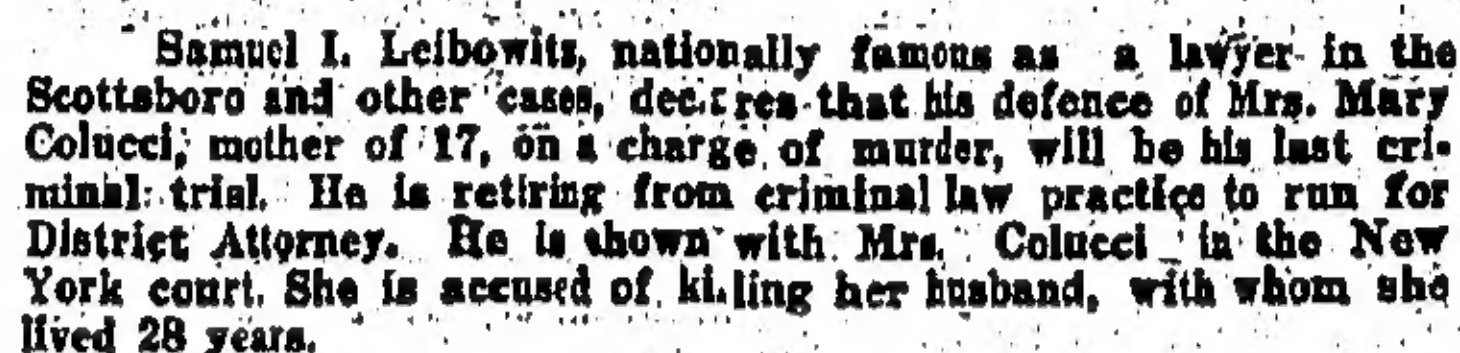 Samuel I. Leibowitz, nationally famous as a lawyer in the
Scottsboro and other cases, declares that his defence of Mrs. Mary
Colucci, mother of 17, on a charge of murder, will be his last cri-
minal trial. He is retiring from criminal law practice to run for
District Attorney. He is shown with Mrs. Colucci in the New
York court. She is accused of killing her husband, with whom she
lived 28 years.